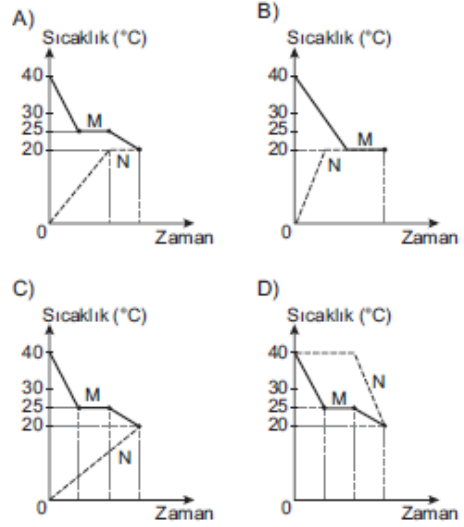 A)
Sıcaklık (°C)
40
30
25
20
0
M
N
Zaman
B)
Sıcaklık (°C)
40
30
25
20
0
M
N
Zaman
C)
Sıcaklık (°C)
40
30
25
20
0
M
N
Zaman
D)
Sıcaklık (°C)
40
30
25
20
0
N
M
Zaman